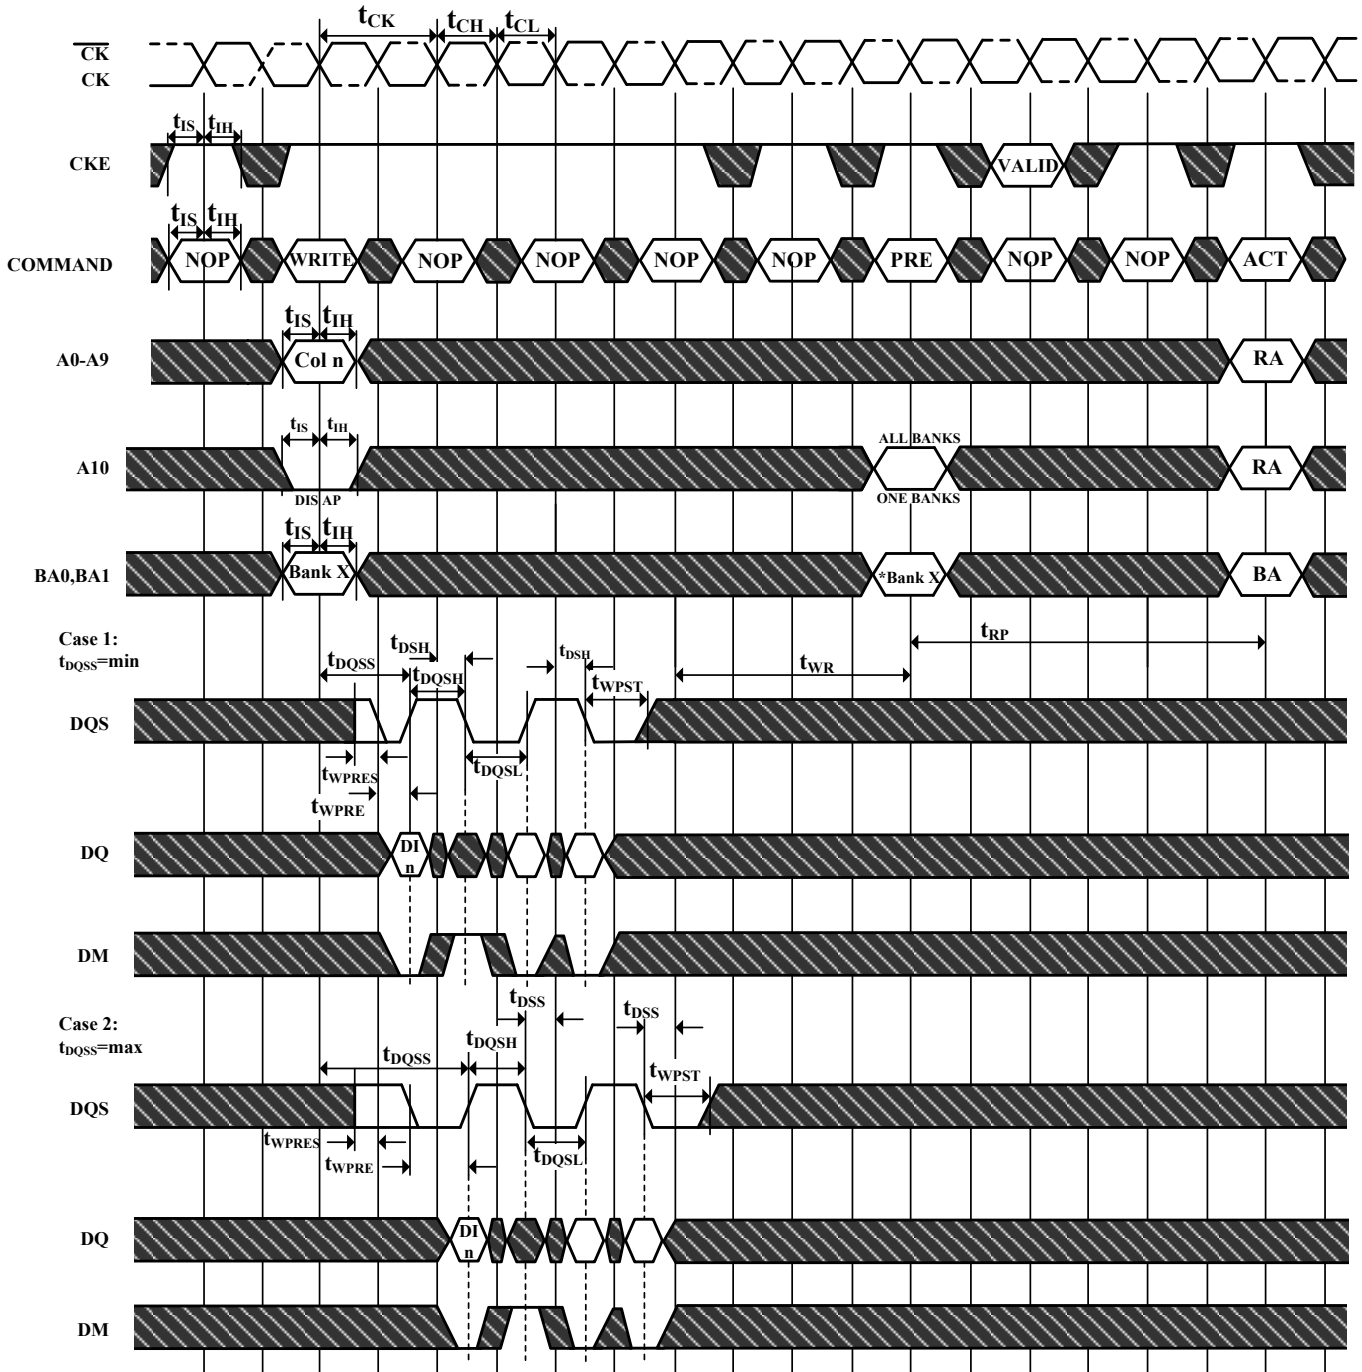 tCK tCH tCL
CK
CK
tIS tIH
CKE
VALID
tIS tIH
COMMAND
NOP WRITE NOP NOP NOP NOP PRE NOP NOP ACT
tIS tIH
A0-A9
Col n RA
tIS tIH
ALL BANKS
A10
RA
DIS AP
ONE BANKS
tIS tIH
BA0,BA1
Bank X *Bank X BA
Case 1:
tDQSS=min
tDSH tDSH tRP
tDQSS
tDQSH tWR
tWPST
DQS
tWPRES tDQSL
tWPRE
DQ
DI
n
DM
tDSS tDSS
Case 2:
tDQSS=max
tDQSS tDQSH
tWPST
DQS
tWPRES
tWPRE tDQSL
DQ
DI
n
DM